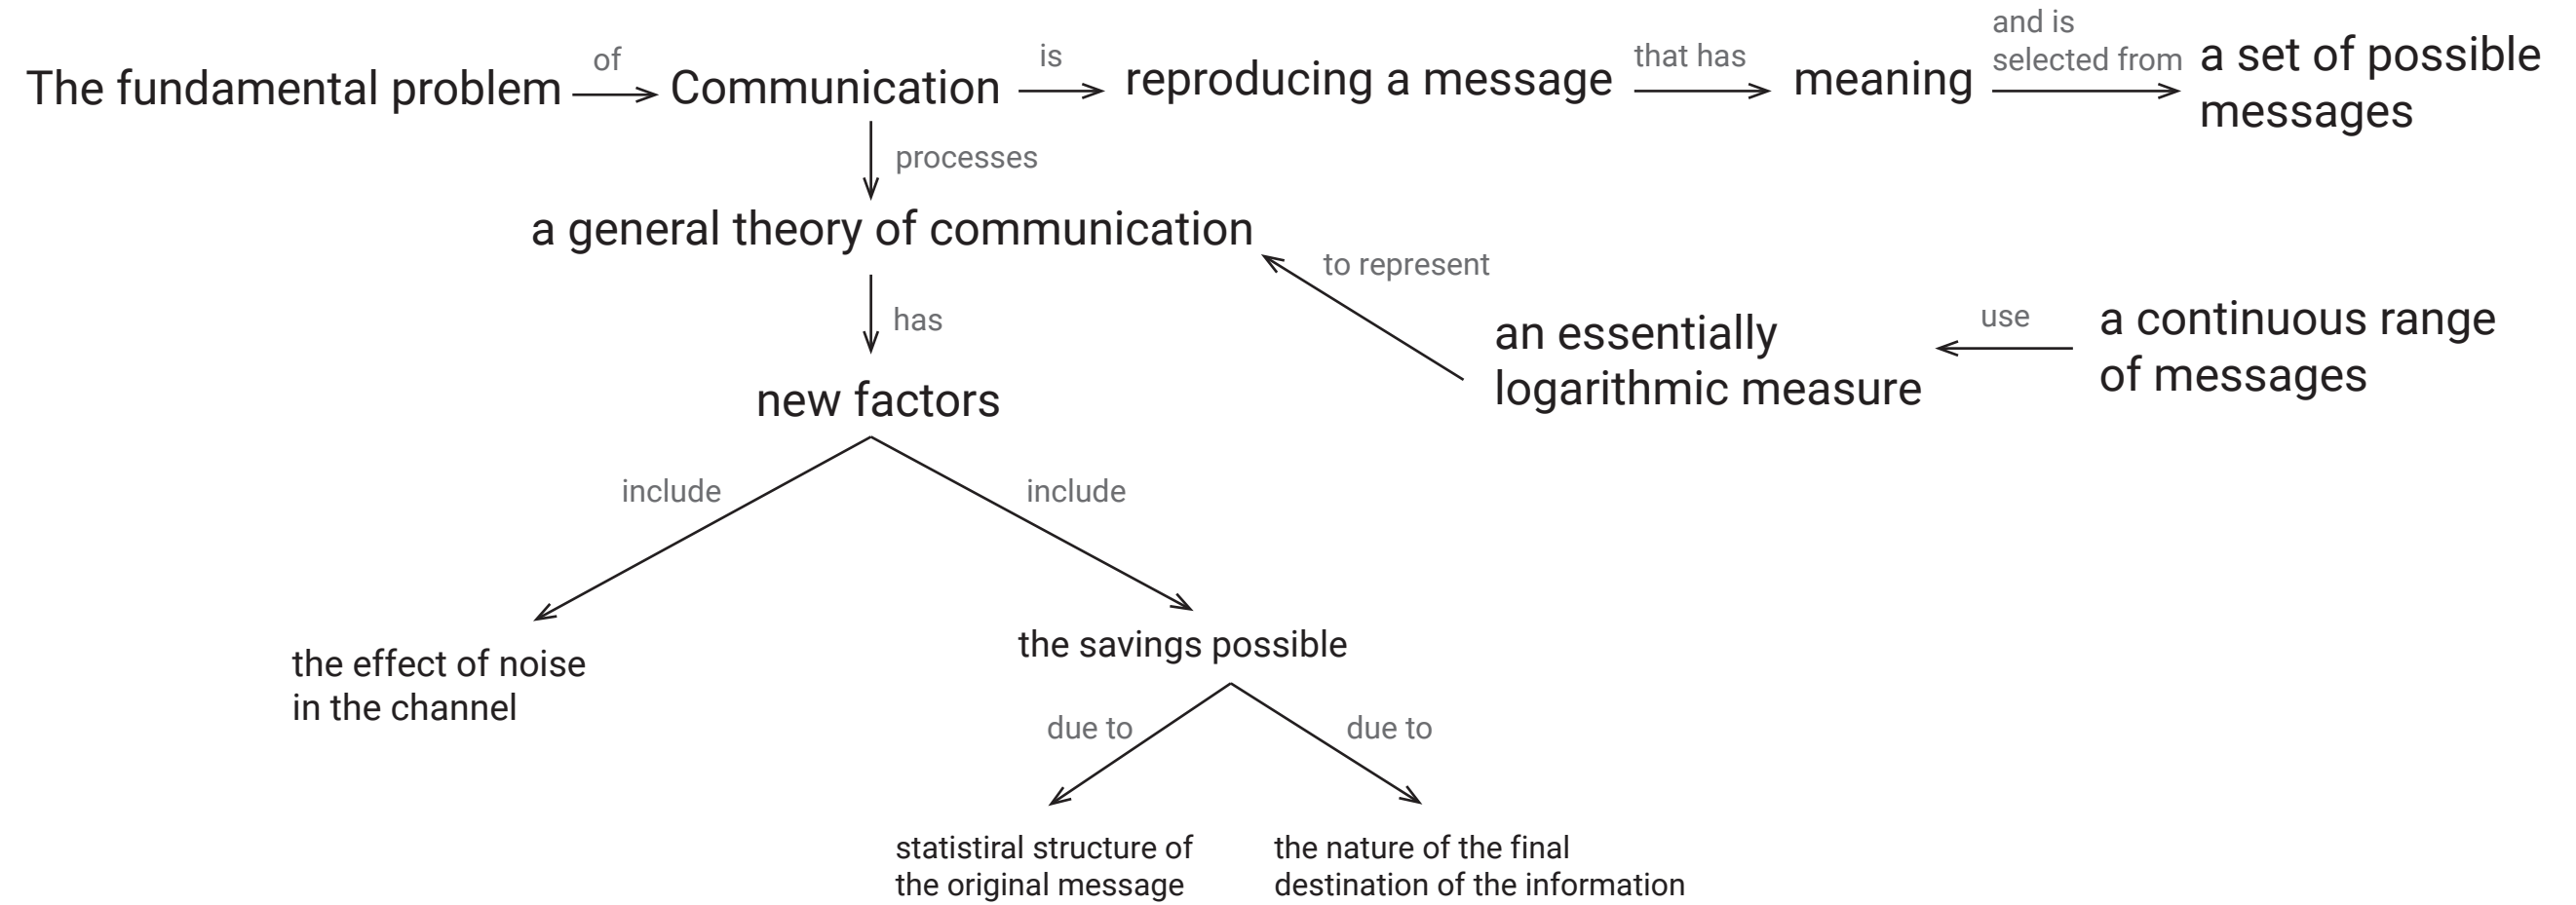 The fundamental problem
of
Communication
is
reproducing a message
that has
meaning
and is
selected from
a set of possible
messages
processes
a general theory of communication
to represent
has
an essentially
logarithmic measure
use
a continuous range
of messages
new factors
include
include
the effect of noise
in the channel
the savings possible
due to
due to
statistiral structure of
the original message
the nature of the final
destination of the information